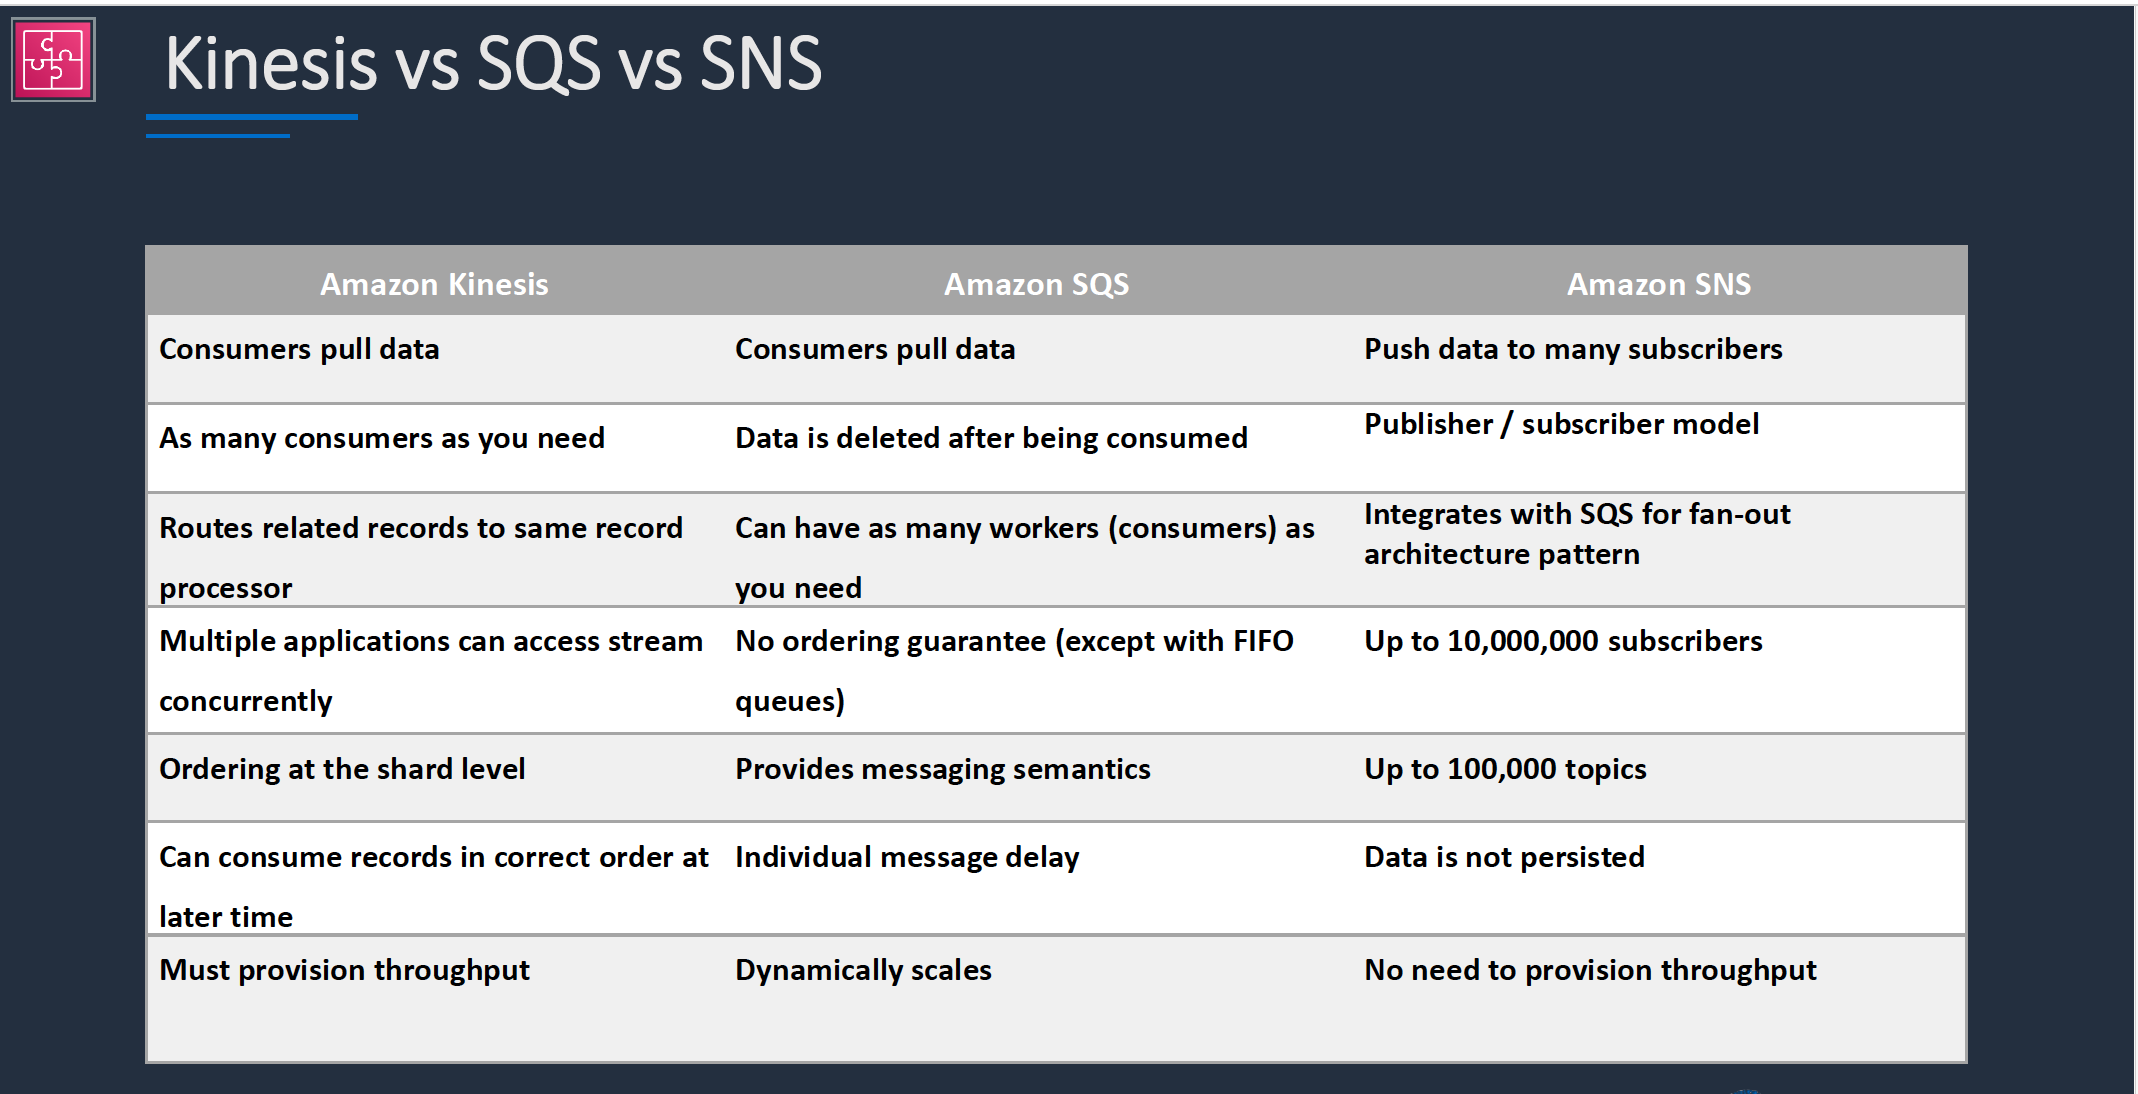 Kinesis vs SQS vs SNS
Amazon Kinesis
Amazon SQS
Amazon SNS
Consumers pull data
Consumers pull data
Push data to many subscribers
As many consumers as you need
Data is deleted after being consumed
Publisher / subscriber model
Routes related records to same record
processor
Can have as many workers (consumers) as
you need
Integrates with SQS for fan-out
architecture pattern
Multiple applications can access stream
concurrently
No ordering guarantee (except with FIFO
queues)
Up to 10,000,000 subscribers
Ordering at the shard level
Provides messaging semantics
Up to 100,000 topics
Can consume records in correct order at
later time
Individual message delay
Data is not persisted
Must provision throughput
Dynamically scales
No need to provision throughput